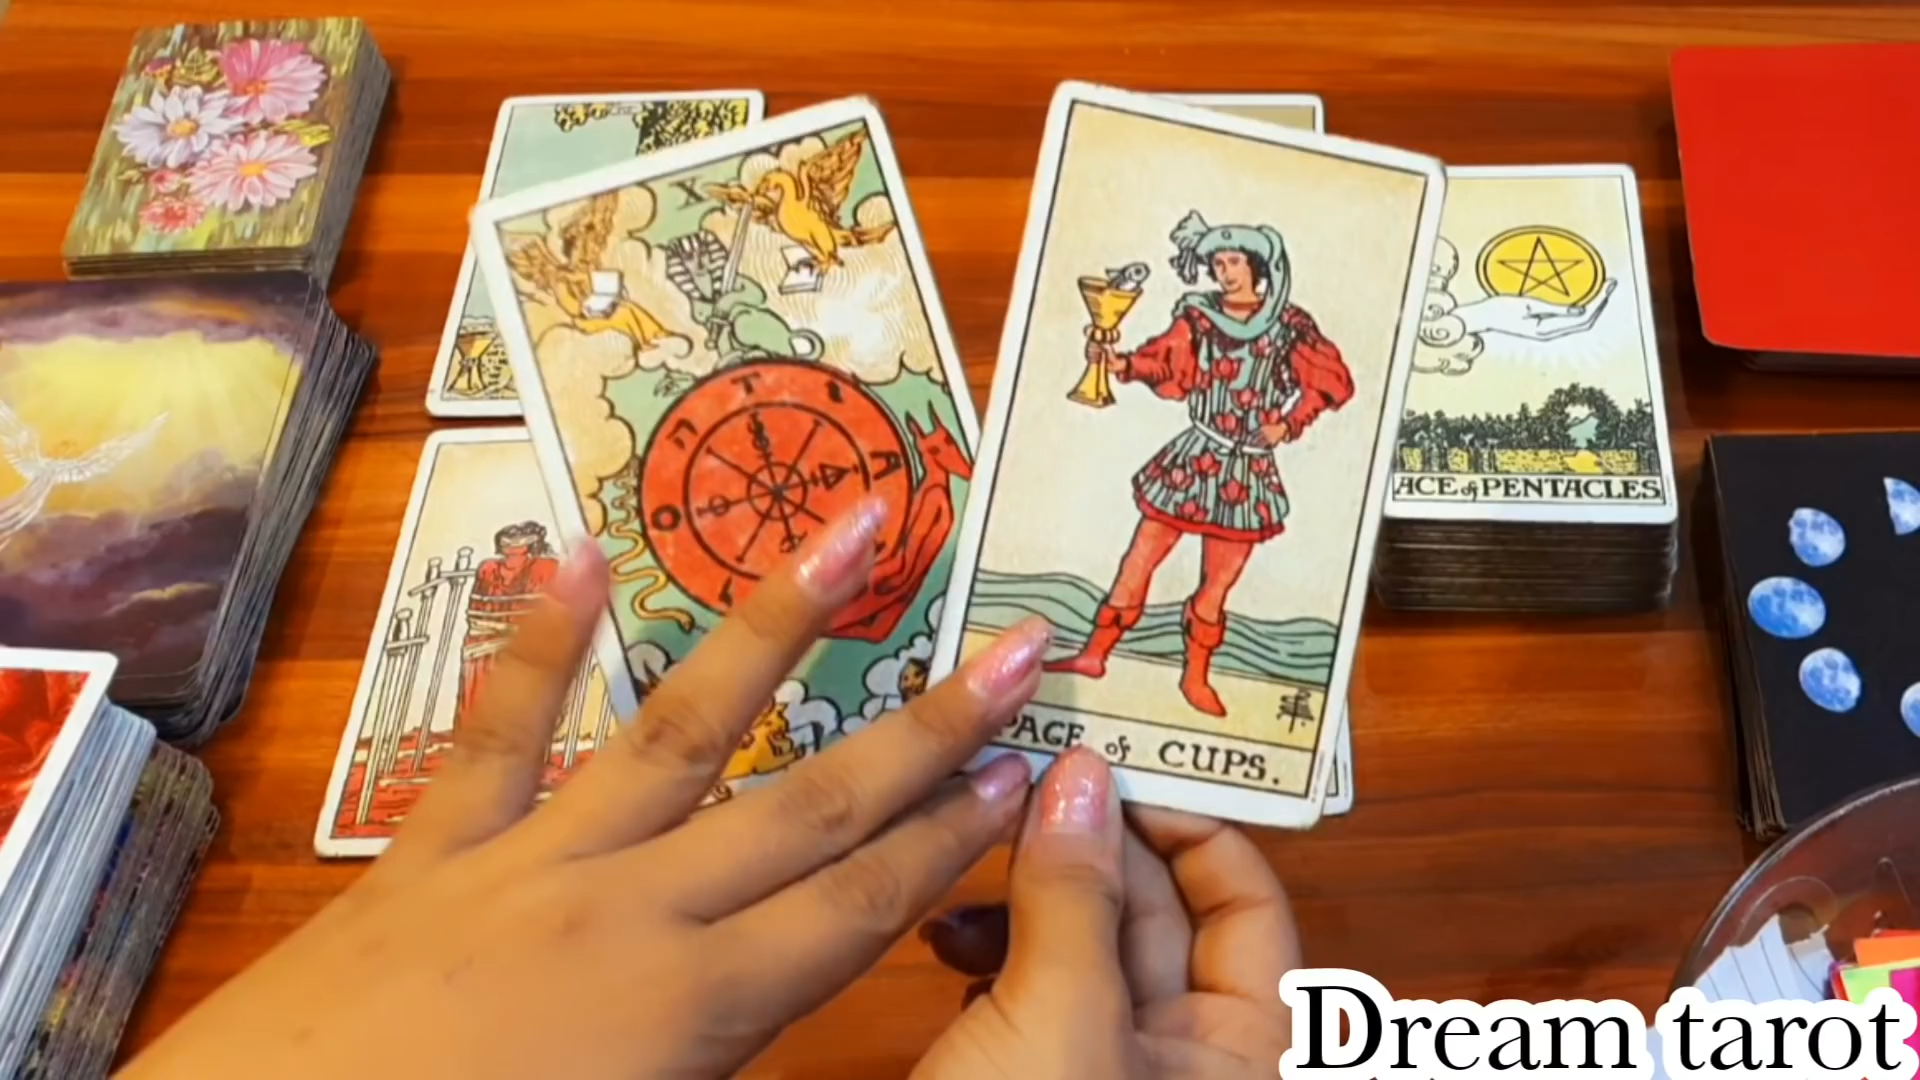 X
PAGE of CUPS.
ACE of PENTACLES
Dream tarot